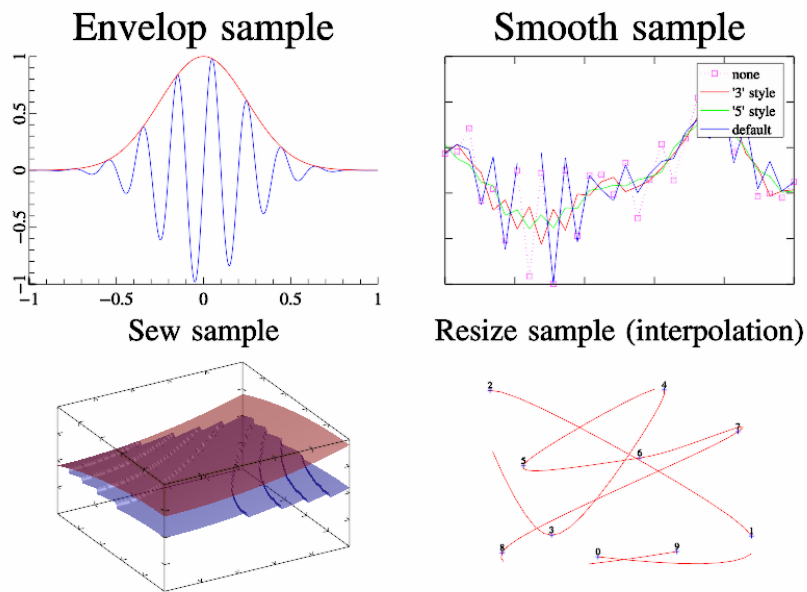 Envelop sample
Smooth sample
none
'3' style
'5' style
default
1
0.5
0
−0.5
−1
−1
−0.5
0
0.5
1
Sew sample
Resize sample (interpolation)
2
4
7
6
5
3
1
8
0
9